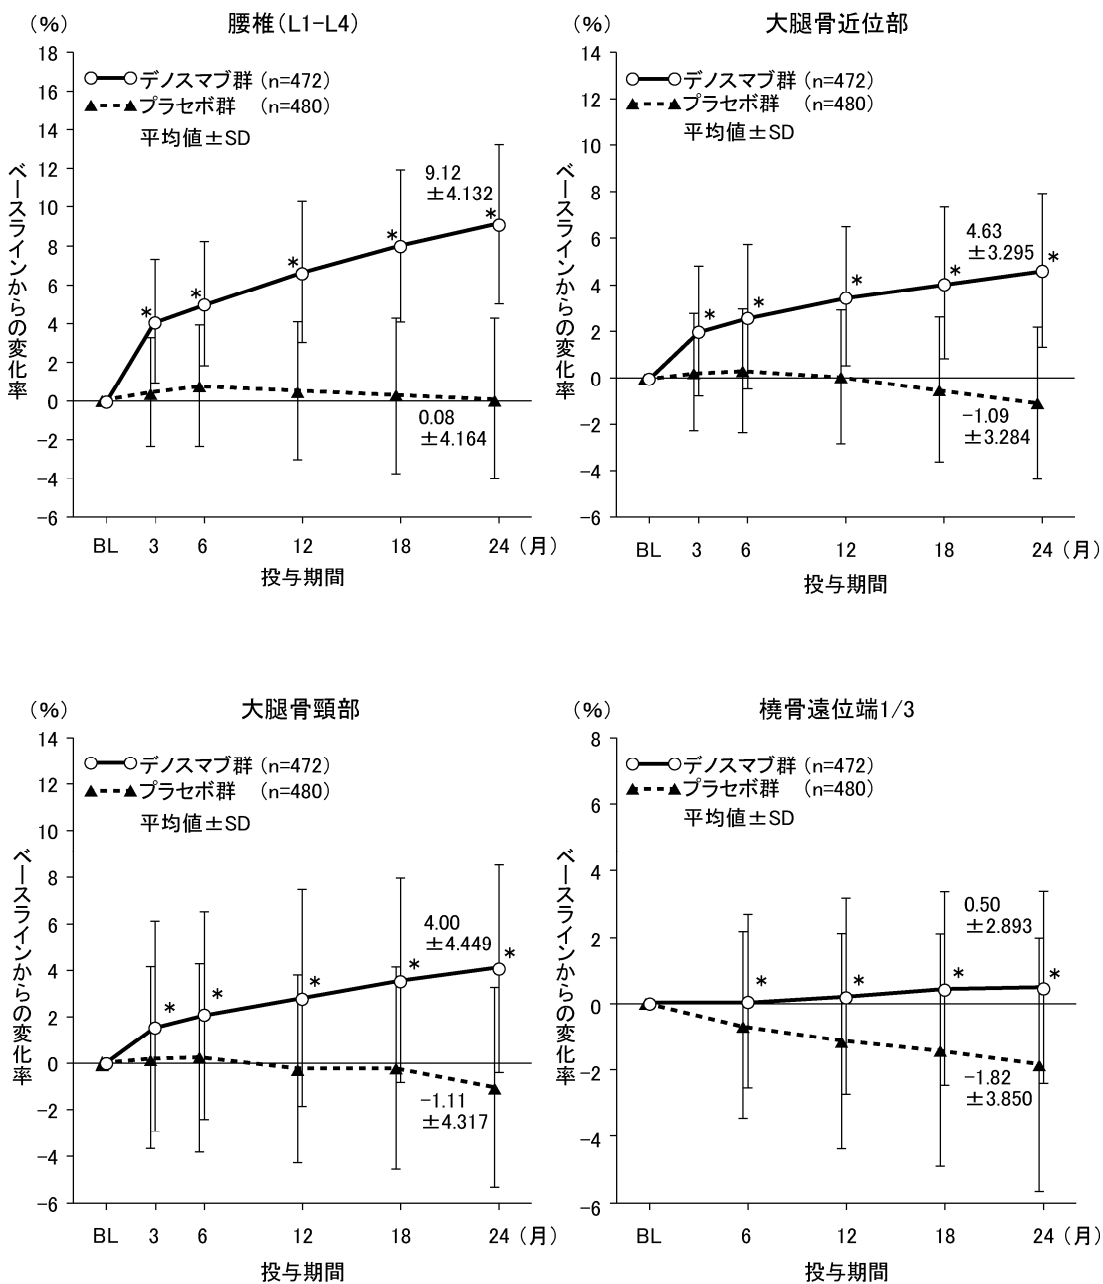 (%)
腰椎(L1-L4)
18
16
14
12
10
8
6
4
2
0
-2
-4
-6
デノスマブ群 (n=472)
プラセボ群 (n=480)
平均値±SD
ベースラインからの変化率
9.12
±4.132
*
*
*
*
*
0.08
±4.164
BL 3 6 12 18 24 (月)
投与期間
(%)
大腿骨近位部
14
12
10
8
6
4
2
0
-2
-4
-6
デノスマブ群 (n=472)
プラセボ群 (n=480)
平均値±SD
ベースラインからの変化率
4.63
±3.295
*
*
*
*
*
-1.09
±3.284
BL 3 6 12 18 24 (月)
投与期間
(%)
大腿骨頸部
14
12
10
8
6
4
2
0
-2
-4
-6
デノスマブ群 (n=472)
プラセボ群 (n=480)
平均値±SD
ベースラインからの変化率
4.00
±4.449
*
*
*
*
*
-1.11
±4.317
BL 3 6 12 18 24 (月)
投与期間
(%)
橈骨遠位端1/3
8
6
4
2
0
-2
-4
-6
デノスマブ群 (n=472)
プラセボ群 (n=480)
平均値±SD
ベースラインからの変化率
0.50
±2.893
*
*
*
*
-1.82
±3.850
BL 6 12 18 24 (月)
投与期間